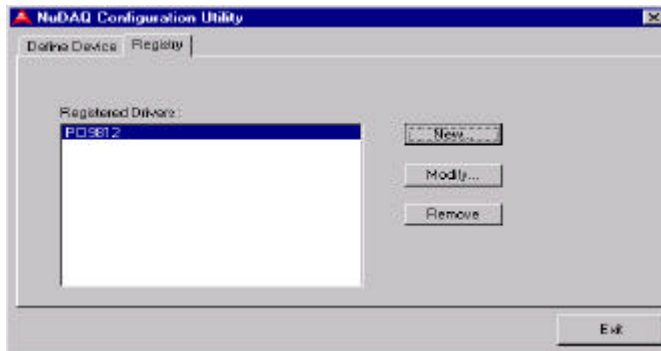 NuDAQ Configuration Utility
Define Device Registry
Registered Drivers:
PCI9812
New...
Modify...
Remove
Exit